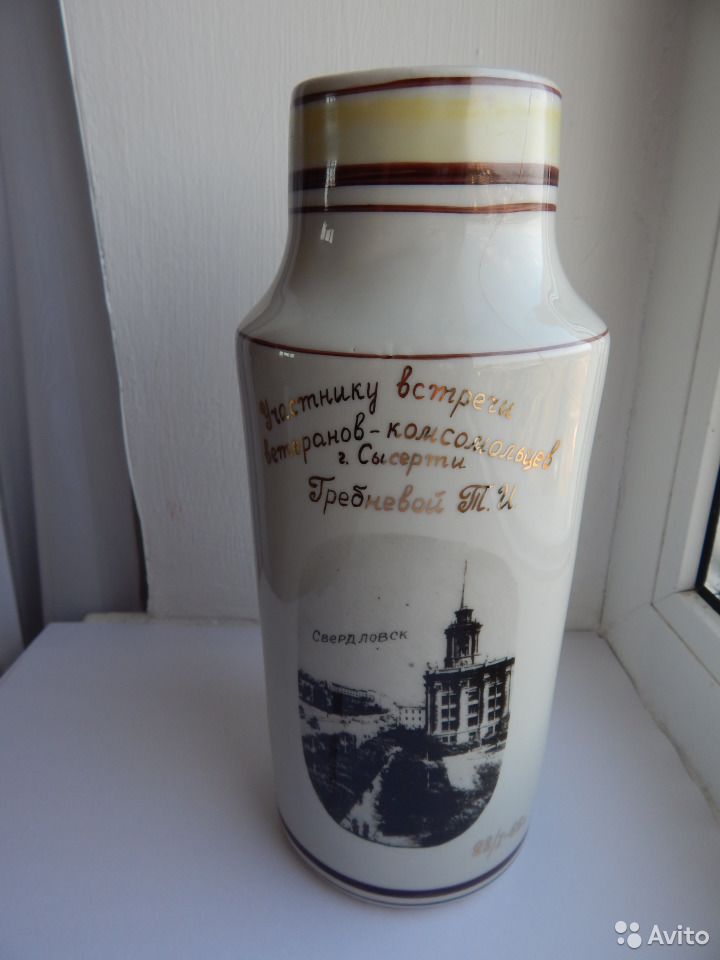 Участнику встречи
ветеранов-комсомольцев
г. Сысерти
Гребневой Т.И.
Свердловск
Avito